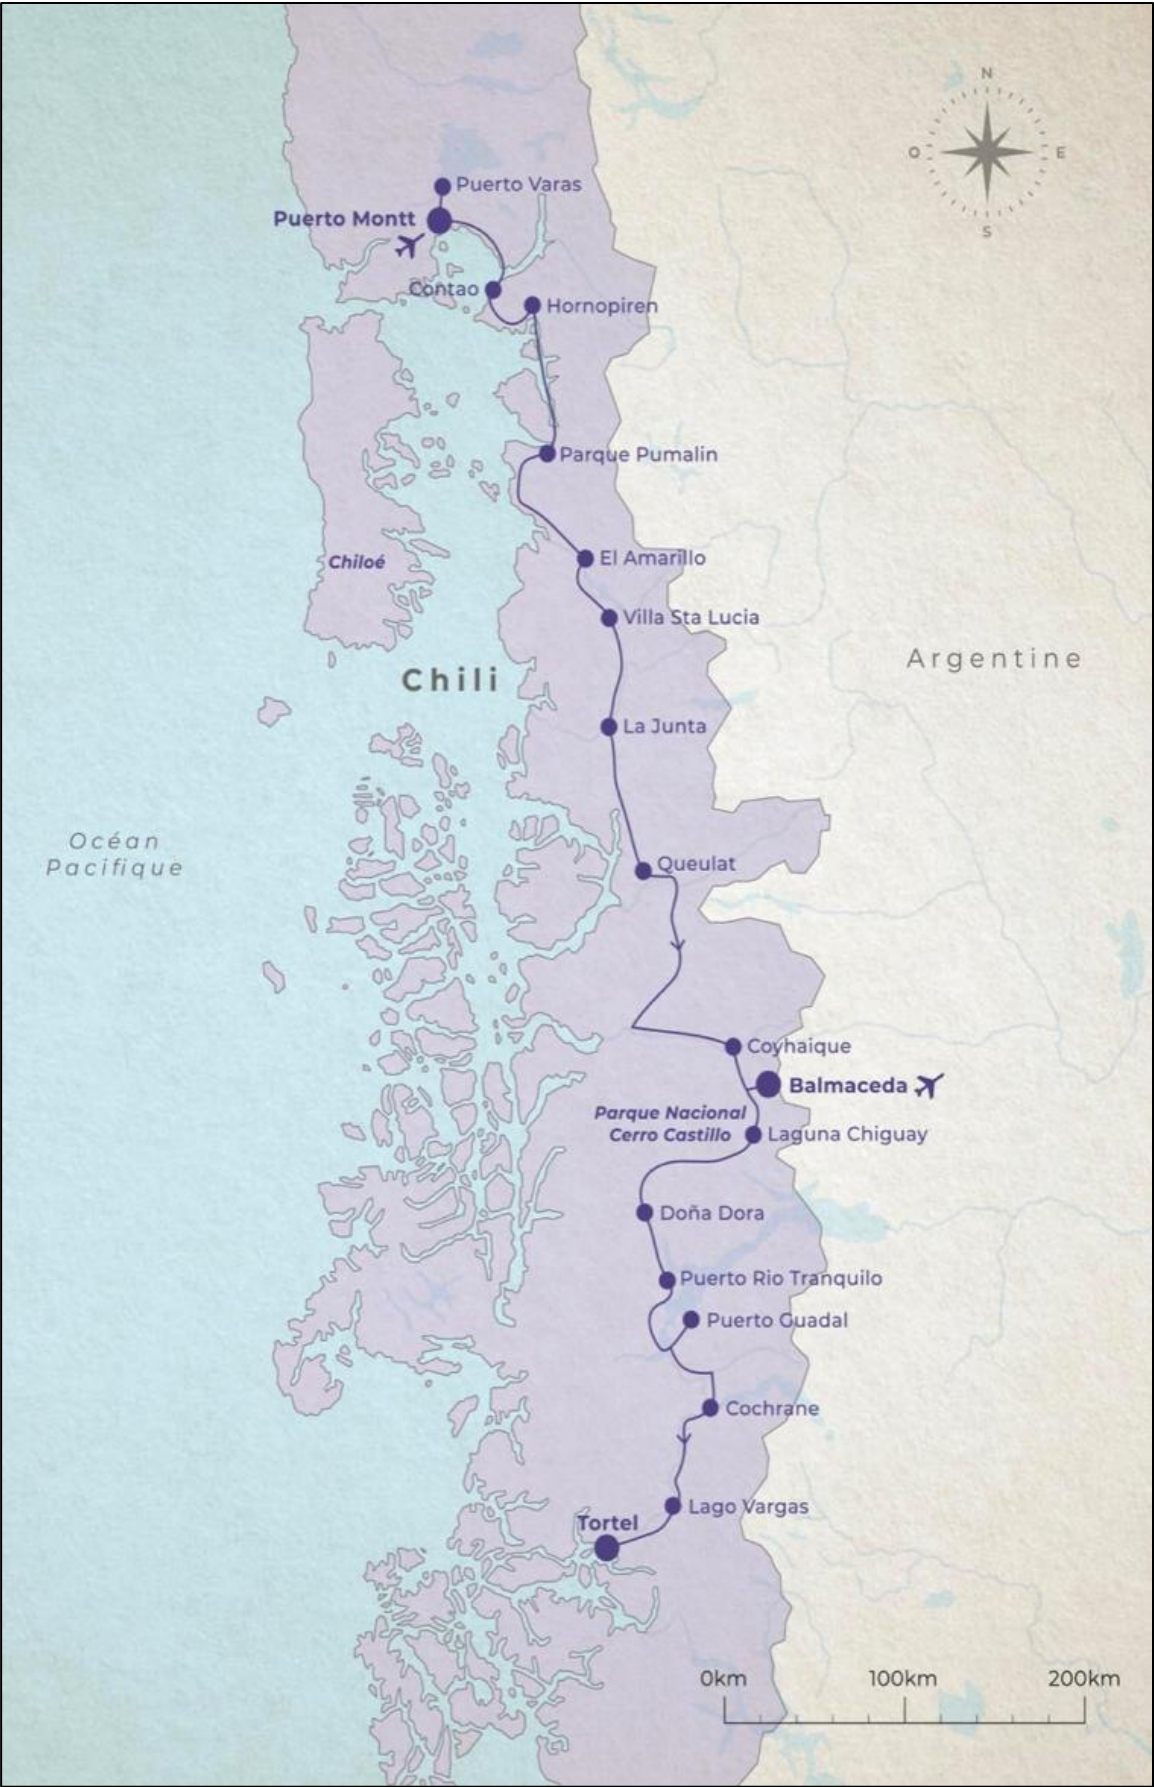 N
O
E
S
Puerto Varas
Puerto Montt
Contao
Hornopiren
Parque Pumalin
El Amarillo
Chiloé
Villa Sta Lucia
Argentine
Chili
La Junta
Océan
Pacifique
Queulat
Coyhaique
Balmaceda
Parque Nacional
Cerro Castillo
Laguna Chiguay
Doña Dora
Puerto Rio Tranquilo
Puerto Guadal
Cochrane
Lago Vargas
Tortel
0km 100km 200km